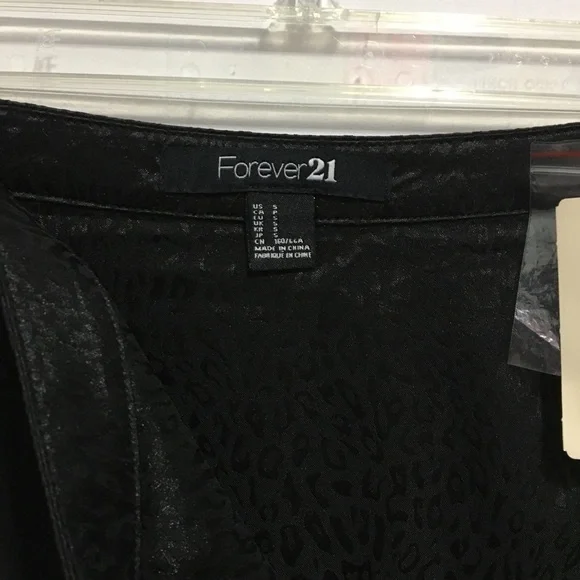 Forever21
US S
CA P
EU S
UK S
KR S
JP S
CN 160/66A
MADE IN CHINA
FABRIQUE EN CHINE